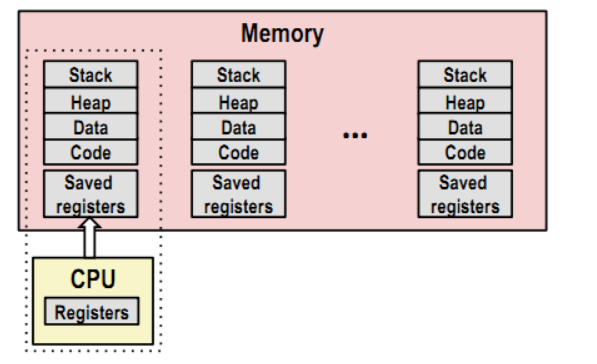 Memory
Stack
Heap
Data
Code
Saved
registers
Stack
Heap
Data
Code
Saved
registers
...
Stack
Heap
Data
Code
Saved
registers
CPU
Registers